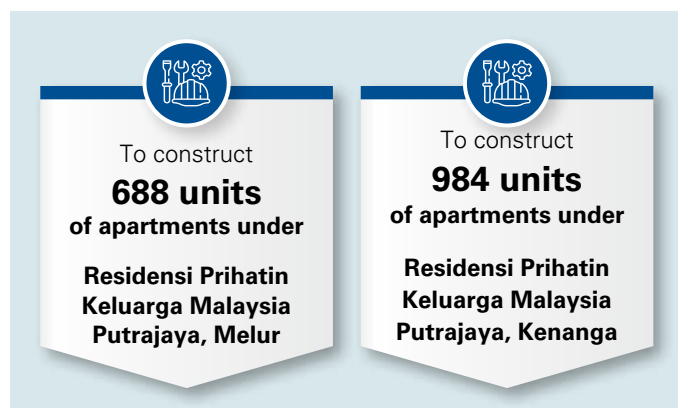 To construct
688 units
of apartments under
Residensi Prihatin
Keluarga Malaysia
Putrajaya, Melur
To construct
984 units
of apartments under
Residensi Prihatin
Keluarga Malaysia
Putrajaya, Kenanga